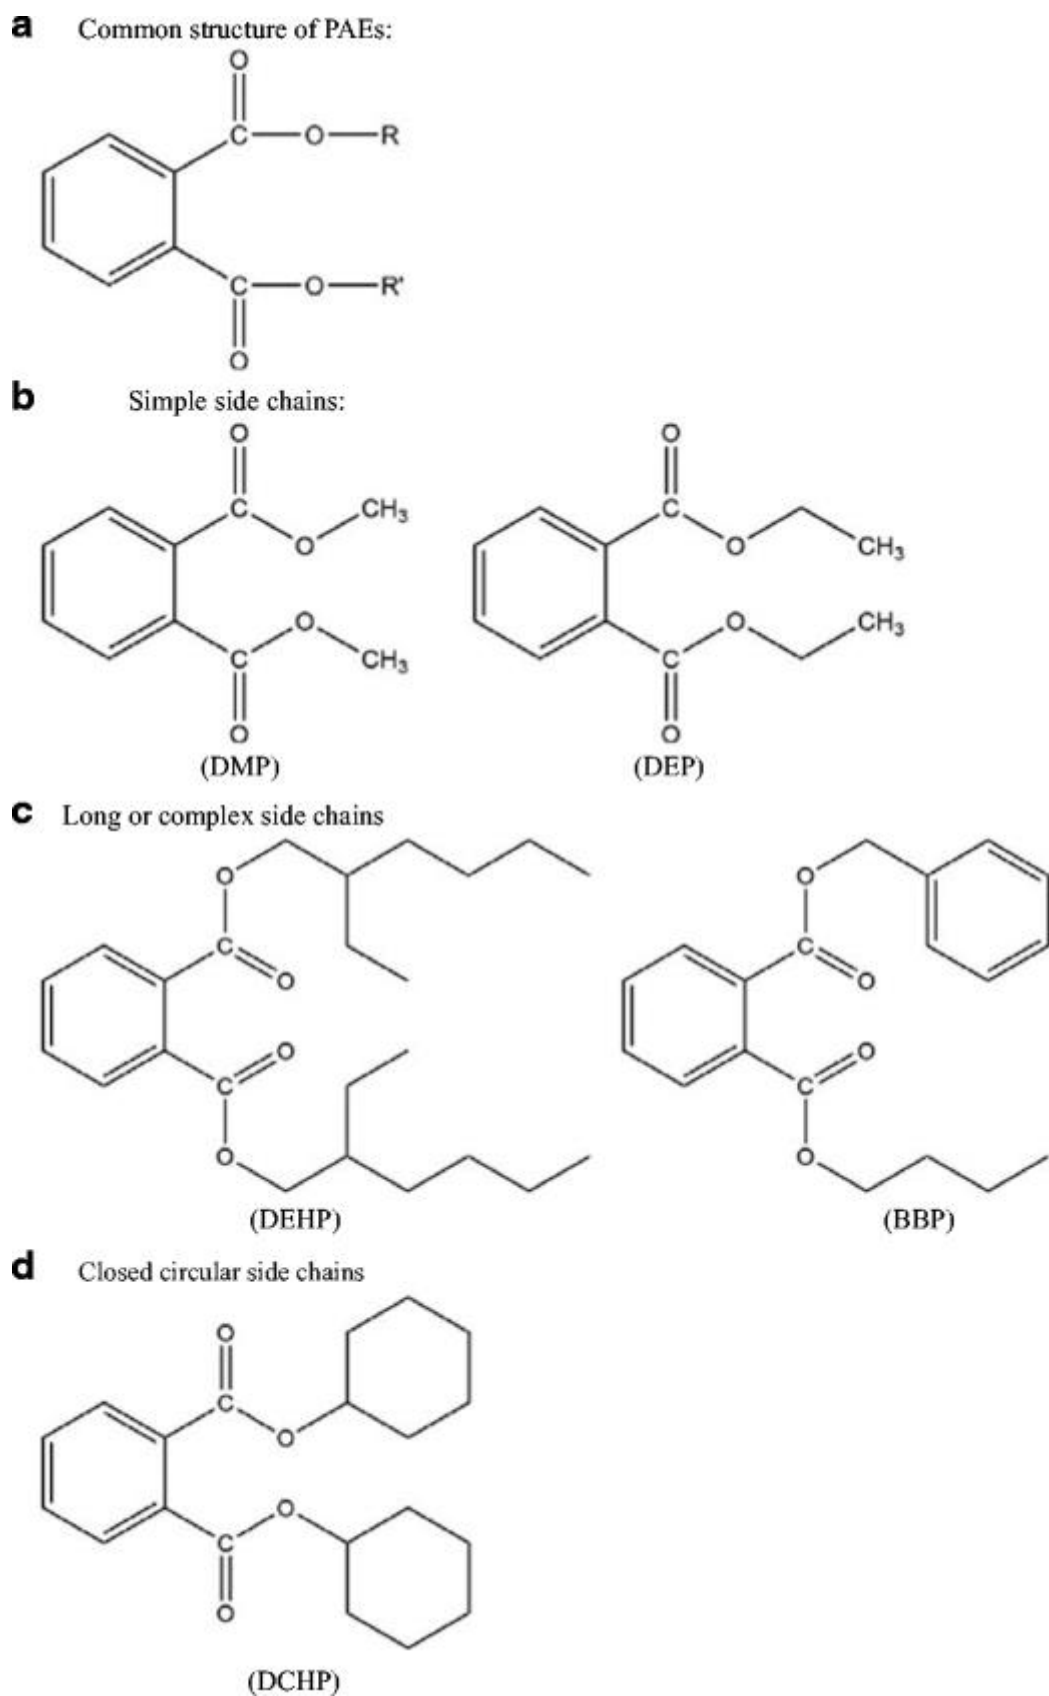 a Common structure of PAEs:
O
C O R
C O R'
O
b Simple side chains:
O O
C CH3 C
O O CH3
O O CH3
C CH3 C
O O
(DMP) (DEP)
c Long or complex side chains
O O
C C
O O
O O
C C
O O
(DEHP) (BBP)
d Closed circular side chains
O
C
O
O
C
O
(DCHP)